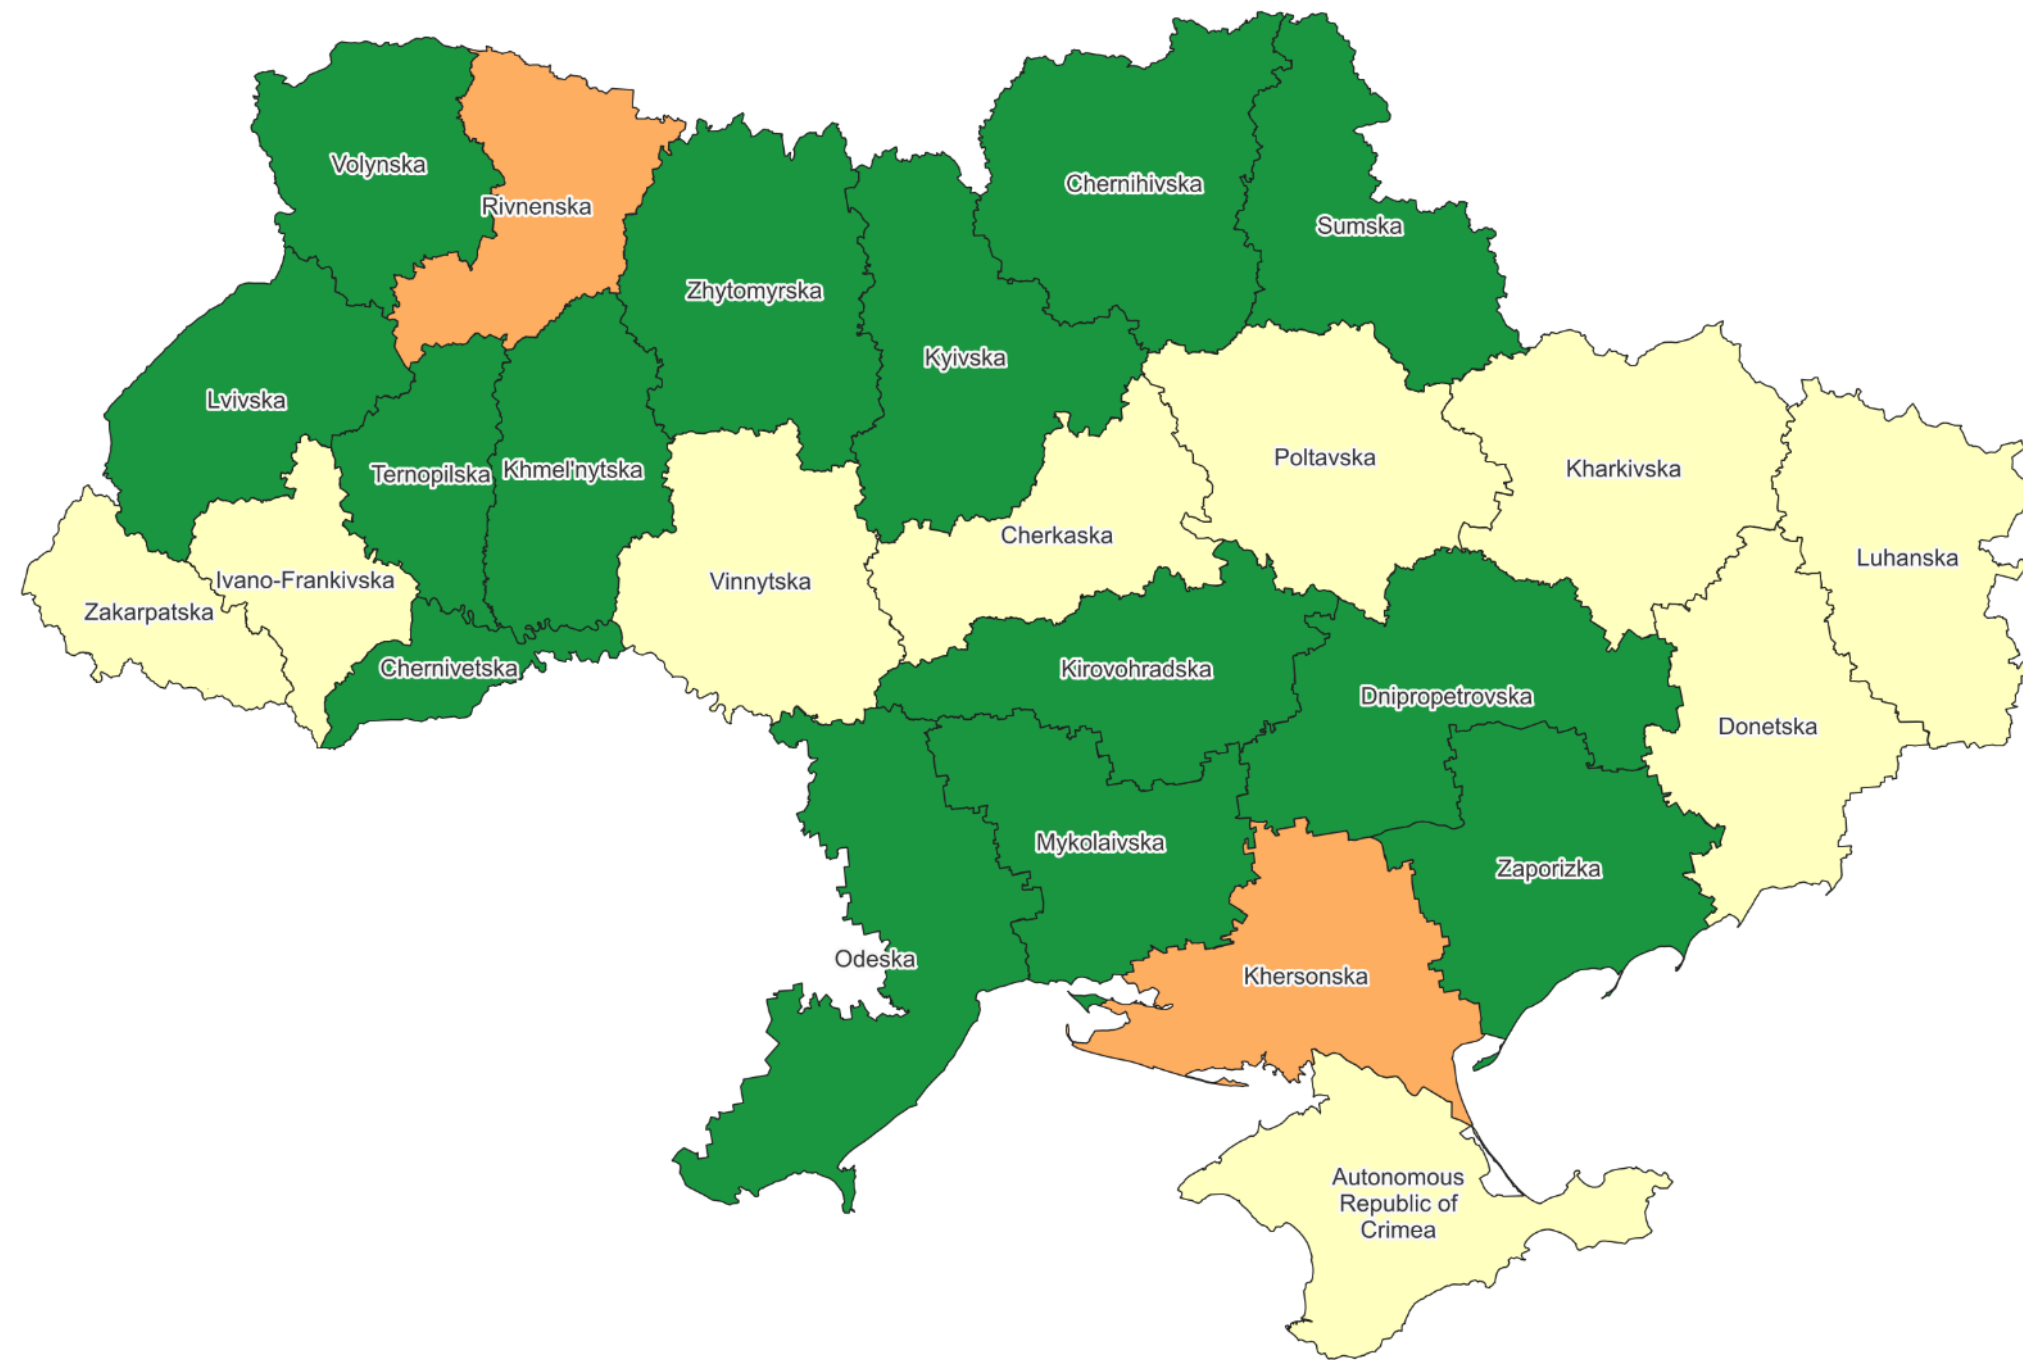 Volynska
Rivnenska
Chernihivska
Sumska
Zhytomyrska
Kyivska
Lvivska
Ternopilska
Khmel'nytska
Poltavska
Kharkivska
Cherkaska
Luhanska
Ivano-Frankivska
Vinnytska
Zakarpatska
Chernivetska
Kirovohradska
Dnipropetrovska
Donetska
Mykolaivska
Zaporizka
Odeska
Khersonska
Autonomous
Republic of
Crimea